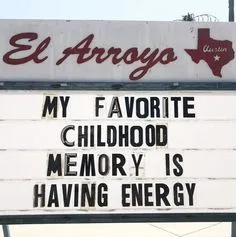 El Arroyo
Austin
MY FAVORITE
CHILDHOOD
MEMORY IS
HAVING ENERGY